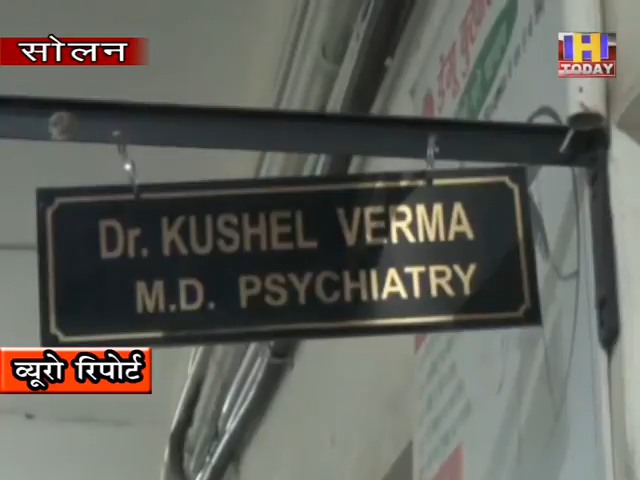 सोलन
H
TODAY
Dr. KUSHEL VERMA
M.D. PSYCHIATRY
ब्यूरो रिपोर्ट